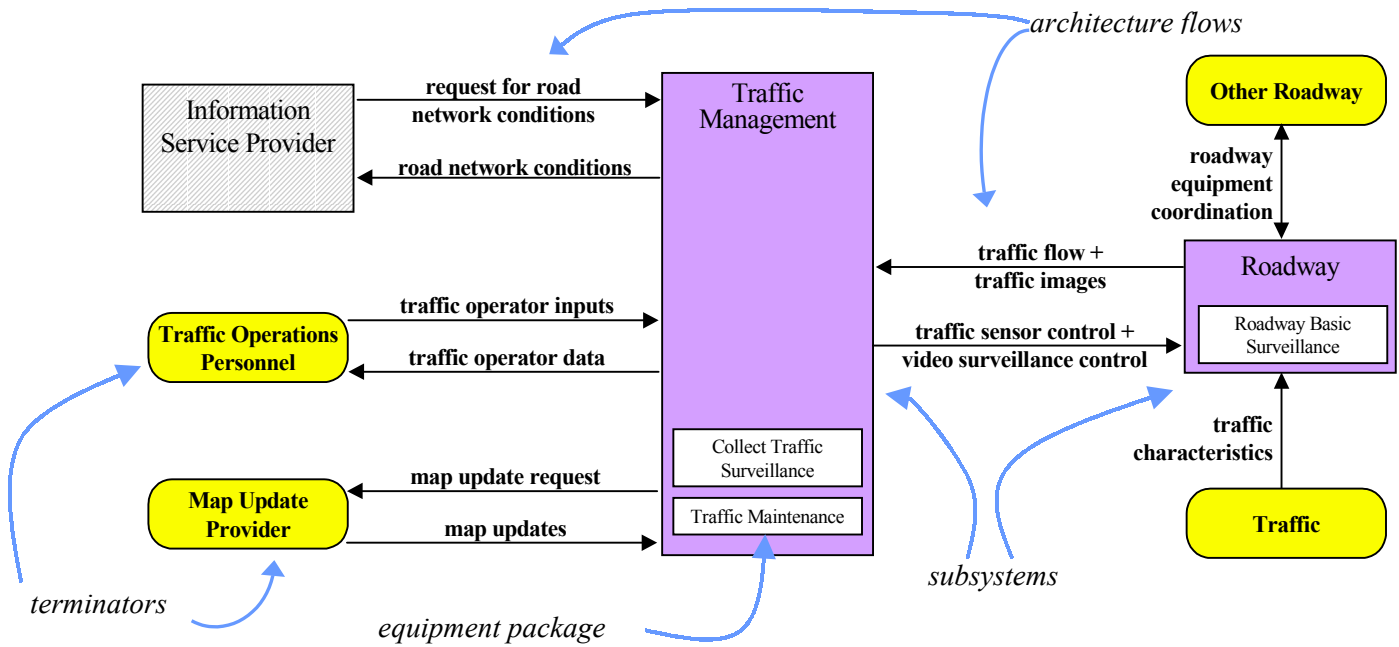 architecture flows
Information
Service Provider
request for road
network conditions
road network conditions
Traffic
Management
Other Roadway
roadway
equipment
coordination
traffic flow +
traffic images
Roadway
Roadway Basic
Surveillance
traffic sensor control +
video surveillance control
Traffic Operations
Personnel
traffic operator inputs
traffic operator data
traffic
characteristics
Collect Traffic
Surveillance
Traffic Maintenance
Map Update
Provider
map update request
map updates
Traffic
terminators
equipment package
subsystems